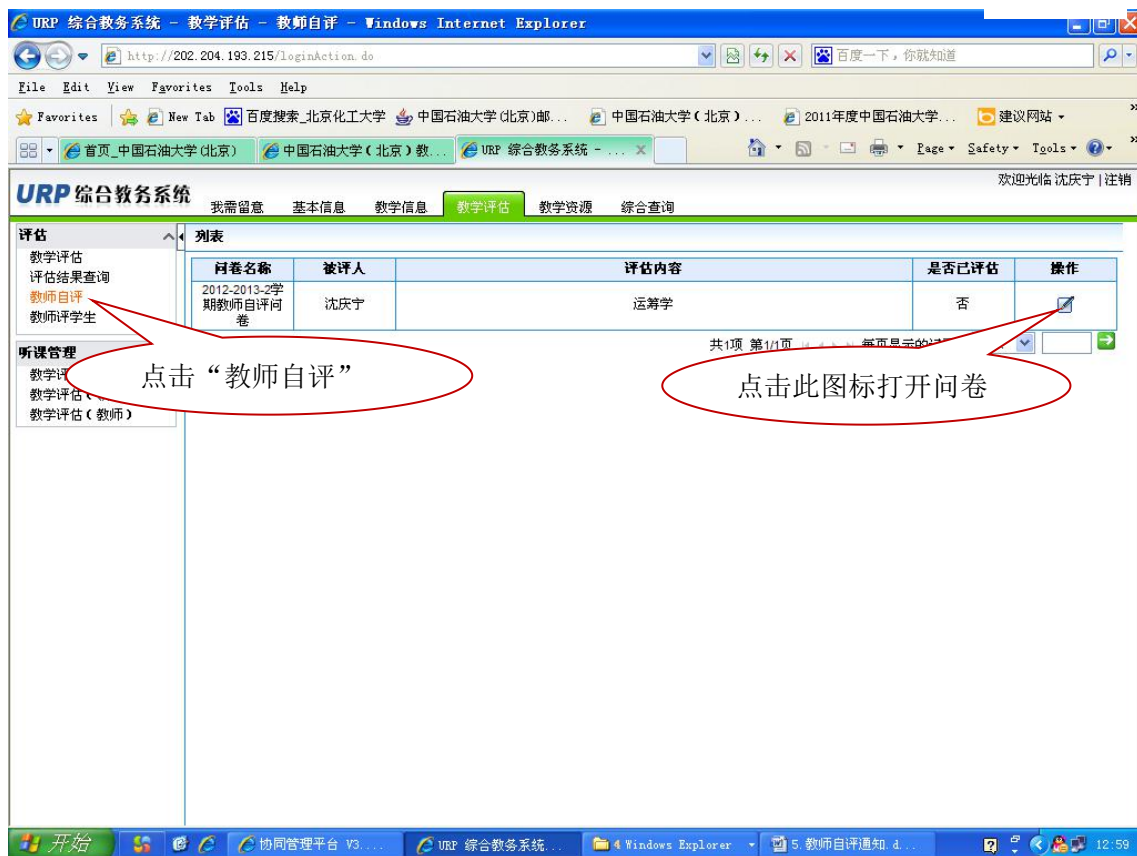 URP 综合教务系统 - 教学评估 - 教师自评 - Windows Internet Explorer
http://202.204.193.215/loginAction.do
百度一下，你就知道
File Edit View Favorites Tools Help
Favorites New Tab 百度搜索_北京化工大学 中国石油大学(北京)邮... 中国石油大学(北京)... 2011年度中国石油大学... 建议网站
首页_中国石油大学(北京) 中国石油大学(北京)教... URP 综合教务系统 - ... Page Safety Tools
欢迎光临 沈庆宁 | 注销
URP 综合教务系统 我需留意 基本信息 教学信息 教学评估 教学资源 综合查询
评估
教学评估
评估结果查询
教师自评
教师评学生
听课管理
教学评
教学评估(
教学评估(教师)
列表
问卷名称 被评人 评估内容 是否已评估 操作
2012-2013-2学
期教师自评问
卷
沈庆宁 运筹学 否
共1项 第1/1页
点击“教师自评”
点击此图标打开问卷
开始 协同管理平台 V3.... URP 综合教务系统... 4 Windows Explorer 5. 教师自评通知. d... 12:59